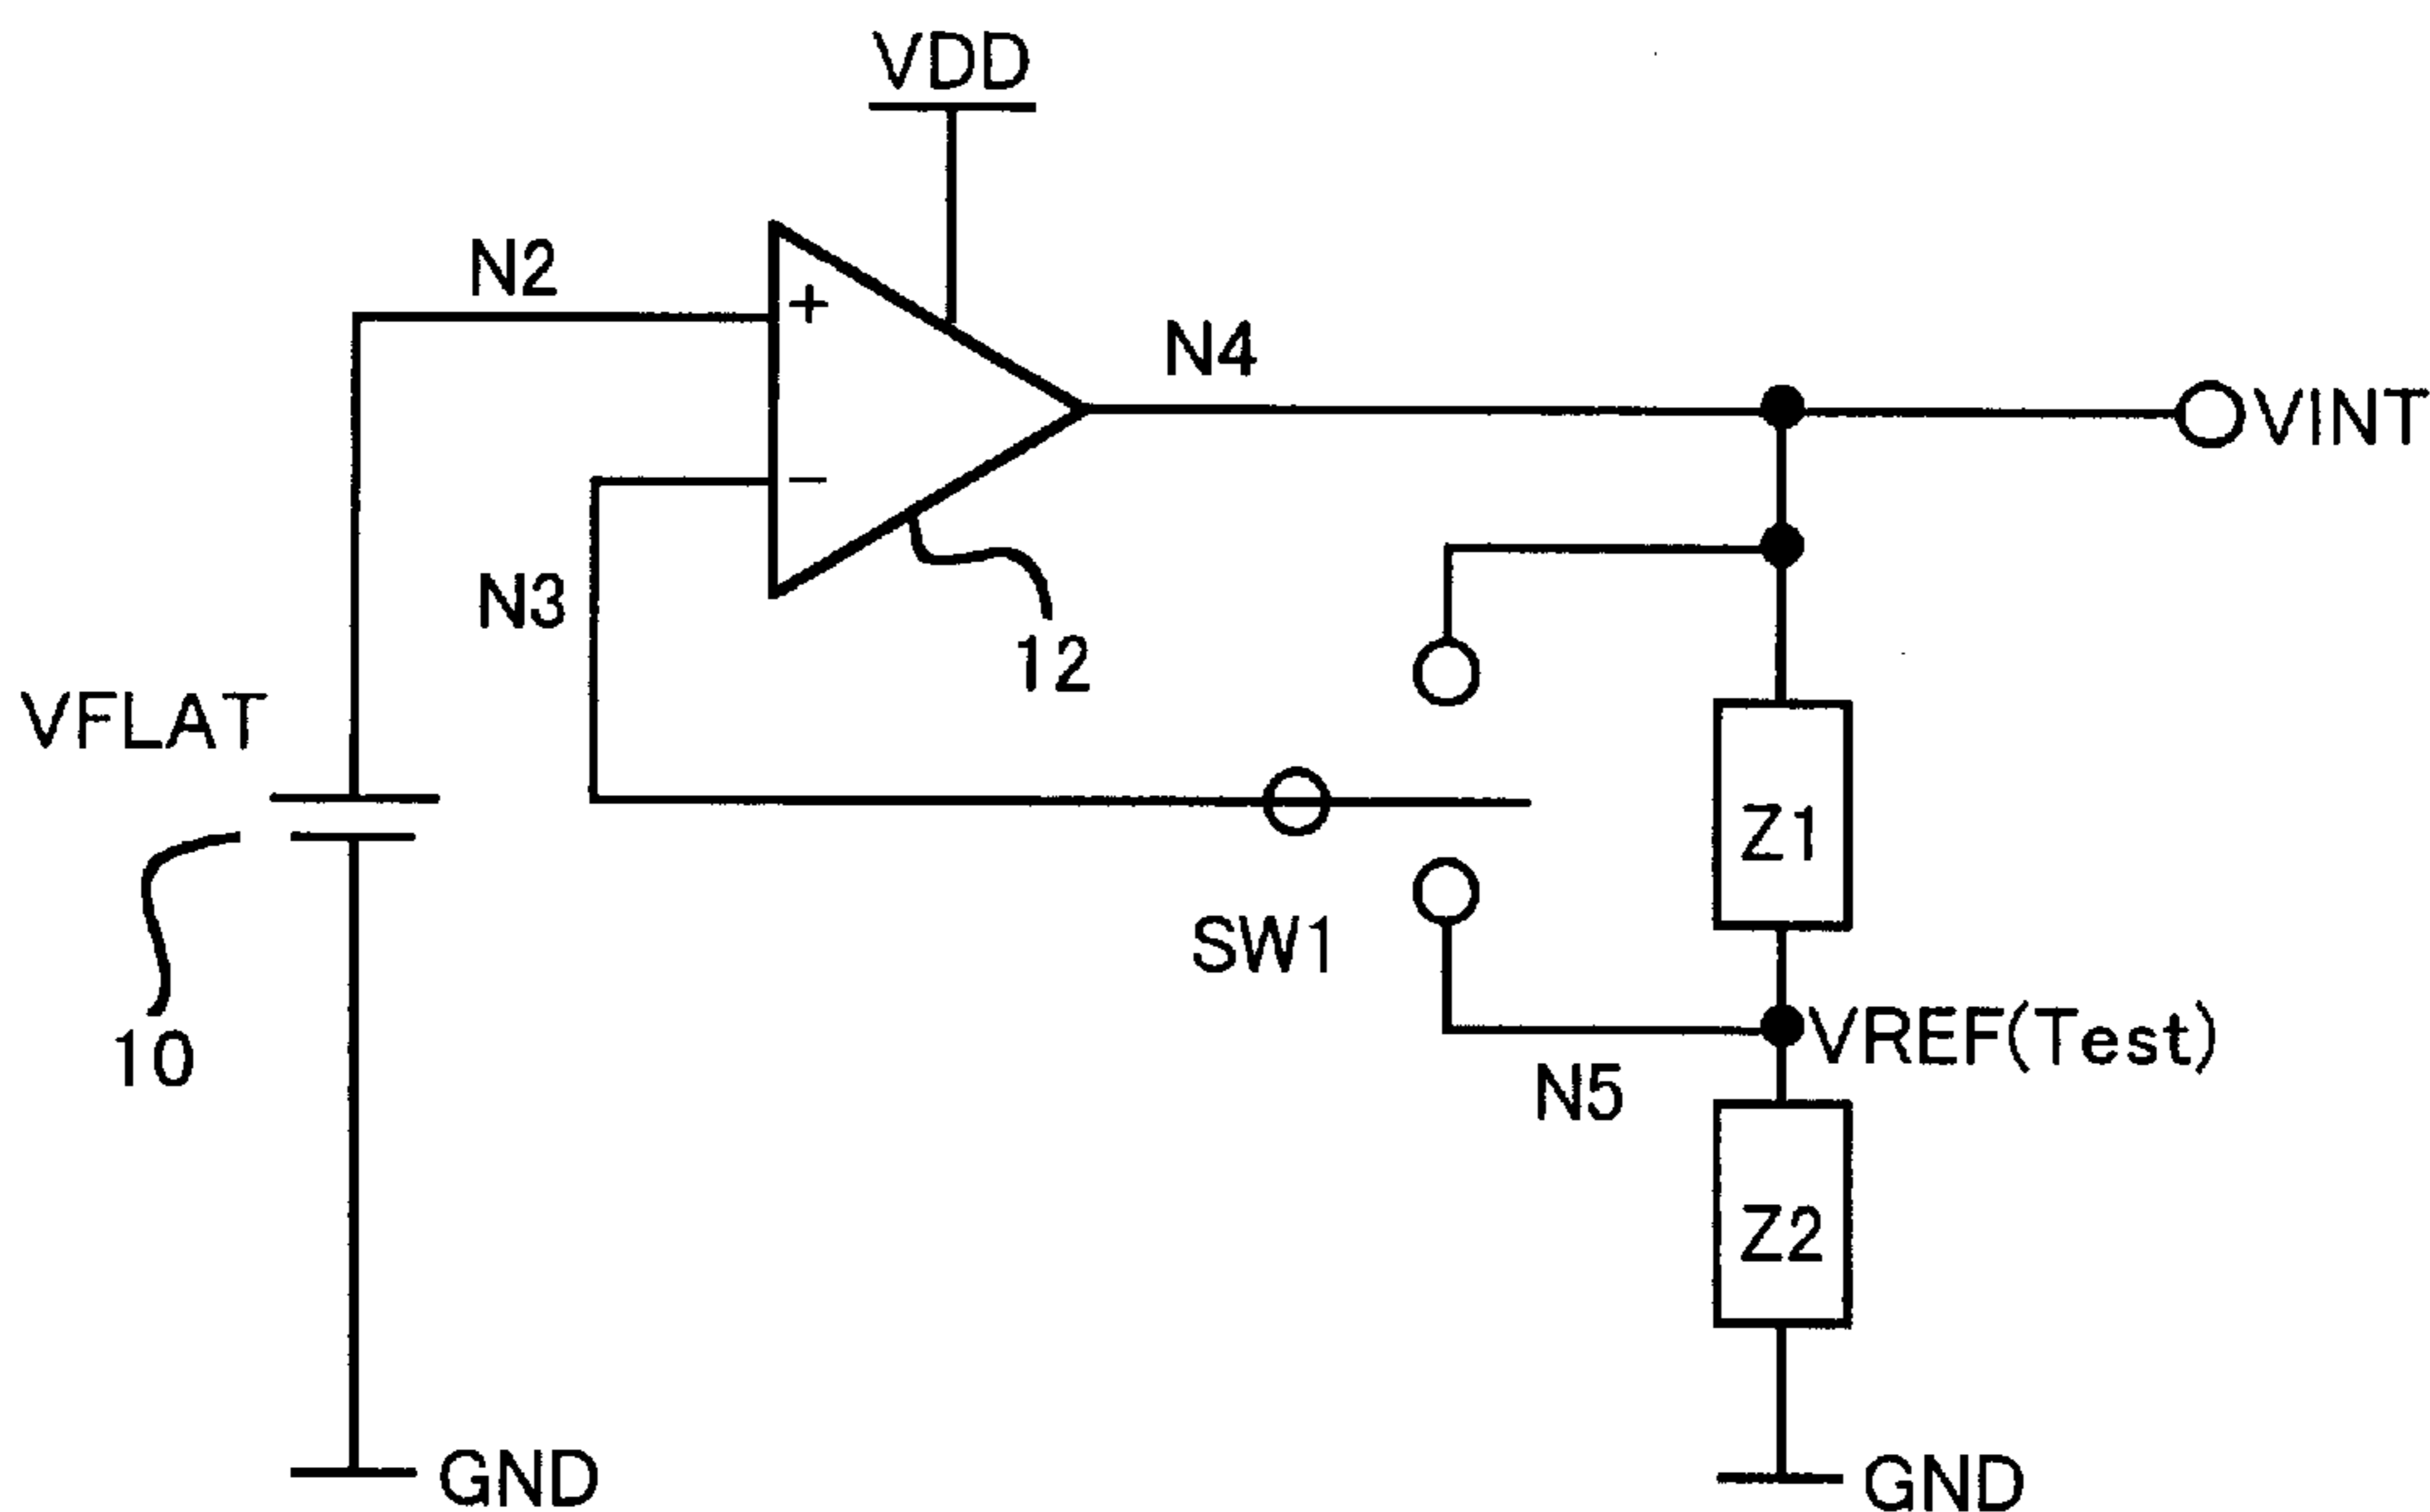 VDD
N2
+
N4
VINT
−
N3
12
VFLAT
Z1
SW1
10
VREF(Test)
N5
Z2
GND
GND